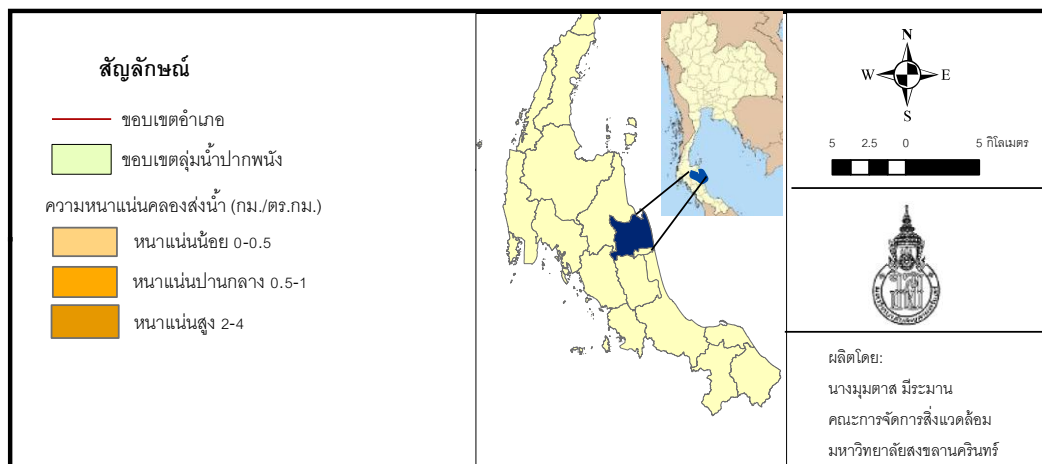 สัญลักษณ์
ขอบเขตอำเภอ
ขอบเขตลุ่มน้ำปากพนัง
ความหนาแน่นคลองส่งน้ำ (กม./ตร.กม.)
หนาแน่นน้อย 0-0.5
หนาแน่นปานกลาง 0.5-1
หนาแน่นสูง 2-4
N
W E
S
5 2.5 0 5 กิโลเมตร
ผลิตโดย:
นางมุมตาส มีระมาน
คณะการจัดการสิ่งแวดล้อม
มหาวิทยาลัยสงขลานครินทร์